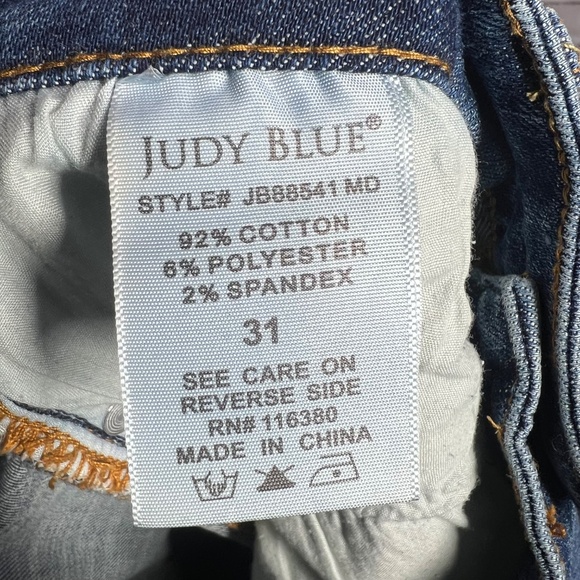 JUDY BLUE®
STYLE# JB88541 MD
92% COTTON
6% POLYESTER
2% SPANDEX
31
SEE CARE ON
REVERSE SIDE
RN# 116380
MADE IN CHINA